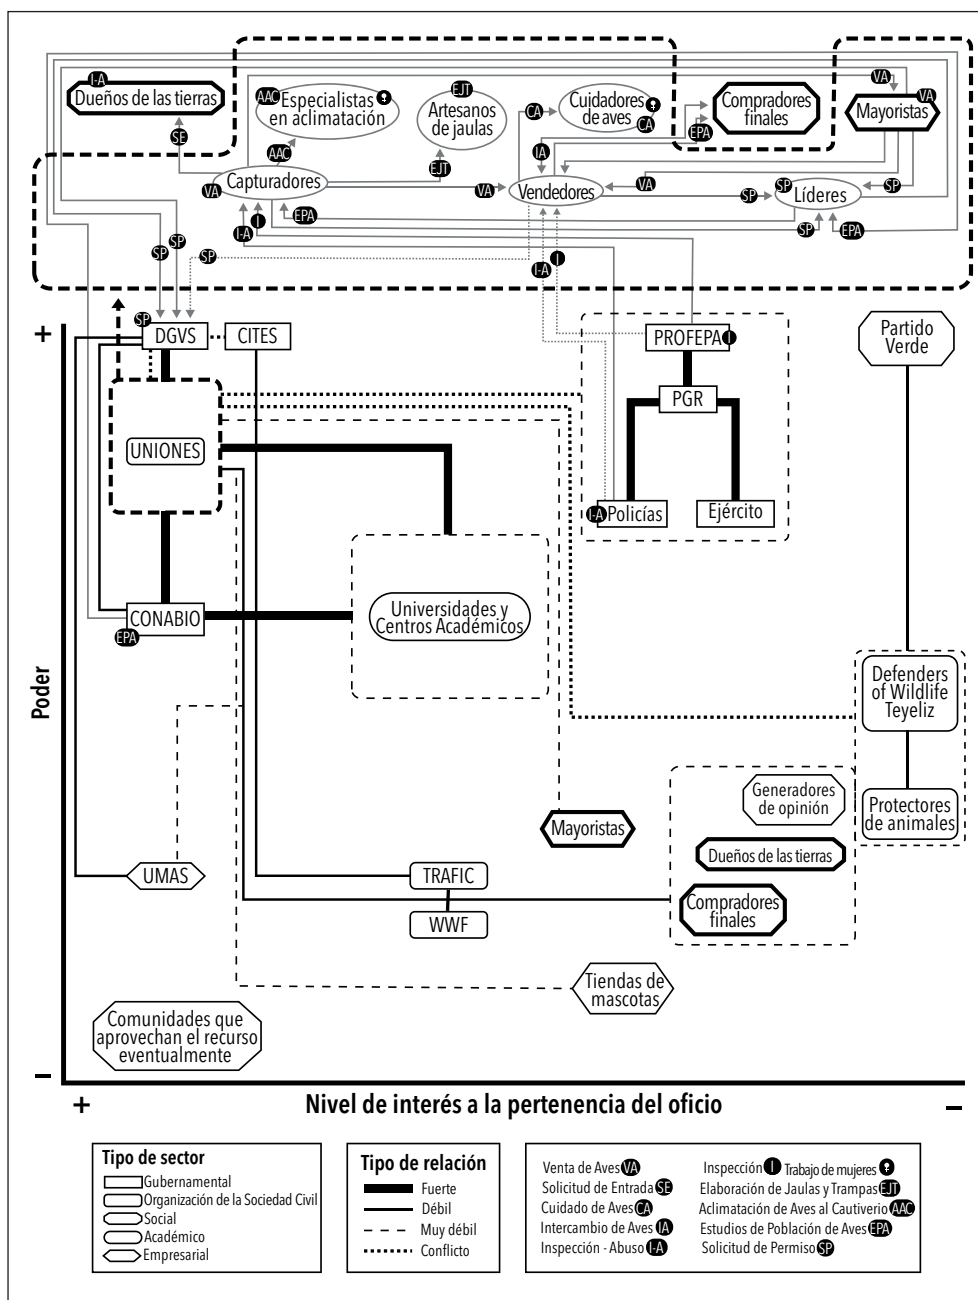 I-A
Dueños de las tierras
SE
AAC
Especialistas
en aclimatación
AAC
EJT
Artesanos
de jaulas
EJT
CA
Cuidadores
de aves
CA
IA
Compradores
finales
EPA
VA
VA
Mayoristas
VA
Capturadores
VA
Vendedores
VA
SP
SP
Líderes
SP
I-A
I
EPA
SP
EPA
SP
SP
SP
I-A
I
+
SP
DGVS
CITES
PROFEPA
I
Partido
Verde
PGR
UNIONES
I-A
Policías
Ejército
Universidades y
Centros Académicos
CONABIO
EPA
Poder
Defenders
of Wildlife
Teyeliz
Generadores
de opinión
Protectores
de animales
Mayoristas
Dueños de las tierras
UMAS
TRAFIC
Compradores
finales
WWF
Tiendas de
mascotas
Comunidades que
aprovechan el recurso
eventualmente
–
+
Nivel de interés a la pertenencia del oficio
–
Tipo de sector
Gubernamental
Organización de la Sociedad Civil
Social
Académico
Empresarial
Tipo de relación
Fuerte
Débil
Muy débil
Conflicto
Venta de Aves VA
Solicitud de Entrada SE
Cuidado de Aves CA
Intercambio de Aves IA
Inspección - Abuso I-A
Inspección I Trabajo de mujeres
Elaboración de Jaulas y Trampas EJT
Aclimatación de Aves al Cautiverio AAC
Estudios de Población de Aves EPA
Solicitud de Permiso SP